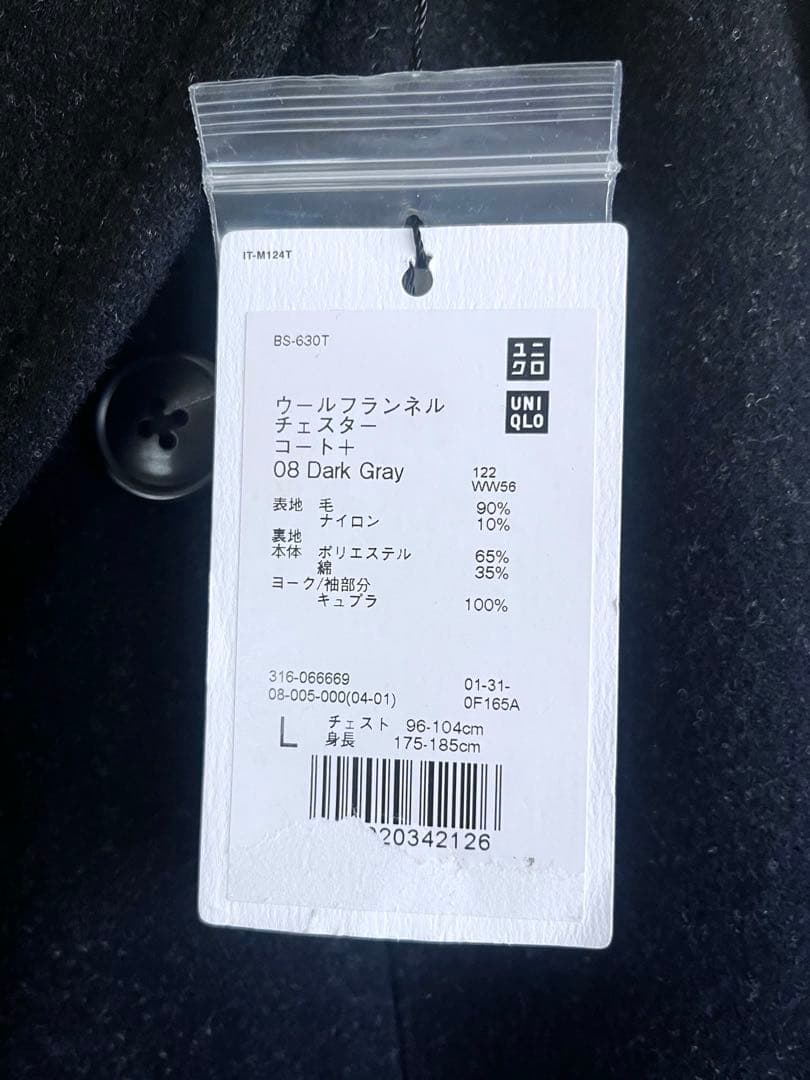 IT-M124T
BS-630T
ユニ
クロ
UNI
QLO
ウールフランネル
チェスター
コート＋
08 Dark Gray
122
WW56
表地 毛 90%
ナイロン 10%
裏地
本体 ポリエステル 65%
綿 35%
ヨーク/袖部分
キュプラ 100%
316-066669
08-005-000(04-01)
01-31-
0F165A
L
チェスト 96-104cm
身長 175-185cm
20342126